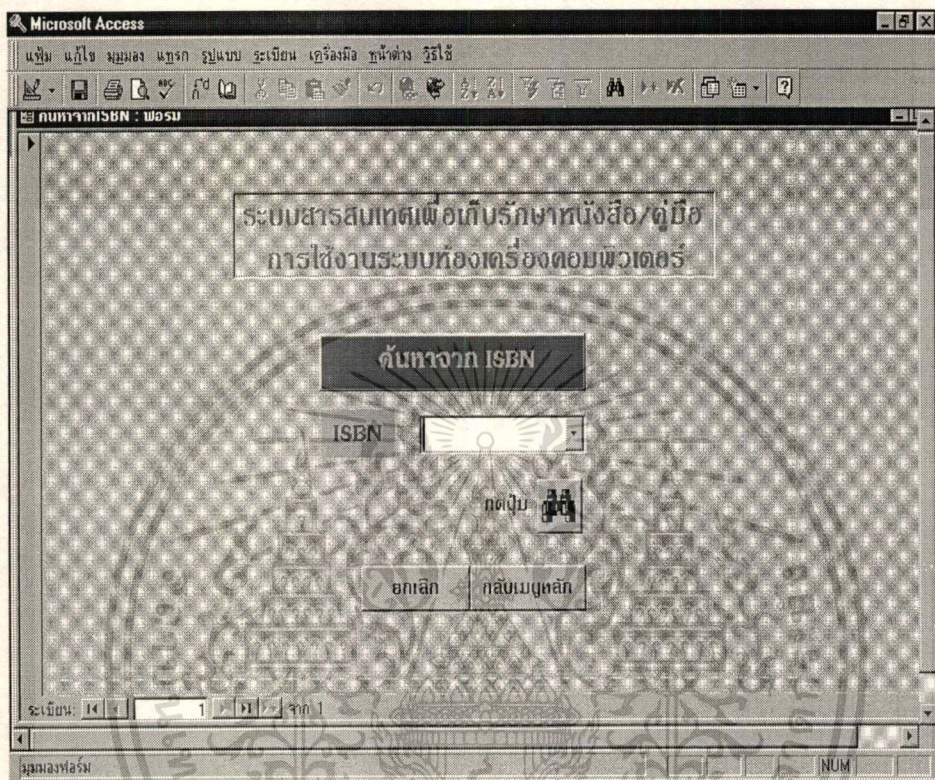 Microsoft Access
แฟ้ม แก้ไข มุมมอง แทรก รูปแบบ ระเบียน เครื่องมือ หน้าต่าง วิธีใช้
ค้นหาจากISBN : ฟอร์ม
ระบบสารสนเทศเพื่อเก็บรักษาหนังสือ/คู่มือ
การใช้งานระบบห้องเครื่องคอมพิวเตอร์
ค้นหาจาก ISBN
ISBN
กดปุ่ม
ยกเลิก กลับเมนูหลัก
ระเบียน: 1 จาก 1
มุมมองฟอร์ม NUM